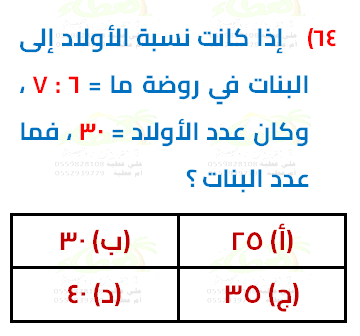 ٦٤) إذا كانت نسبة الأولاد إلى
البنات في روضة ما = ٦ : ٧ ،
وكان عدد الأولاد = ٣٠ ، فما
عدد البنات ؟
(أ) ٢٥ (ب) ٣٠
(ج) ٣٥ (د) ٤٠